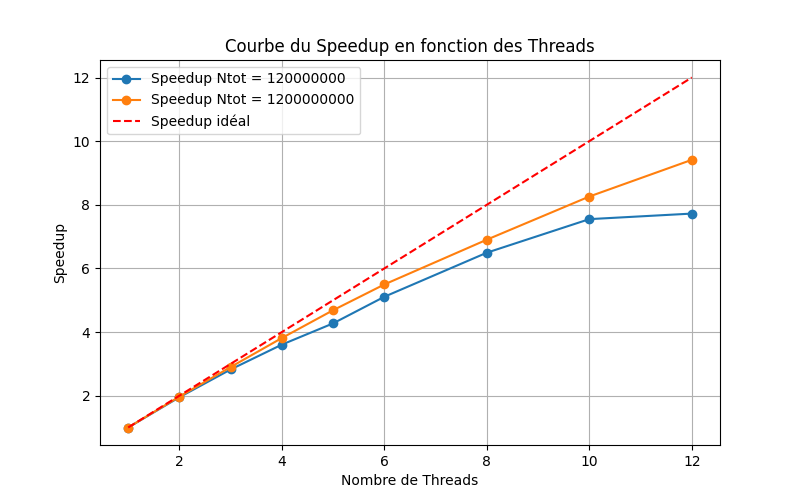 Courbe du Speedup en fonction des Threads
Speedup Ntot = 120000000
Speedup Ntot = 1200000000
Speedup idéal
12
10
8
6
4
2
Speedup
2 4 6 8 10 12
Nombre de Threads